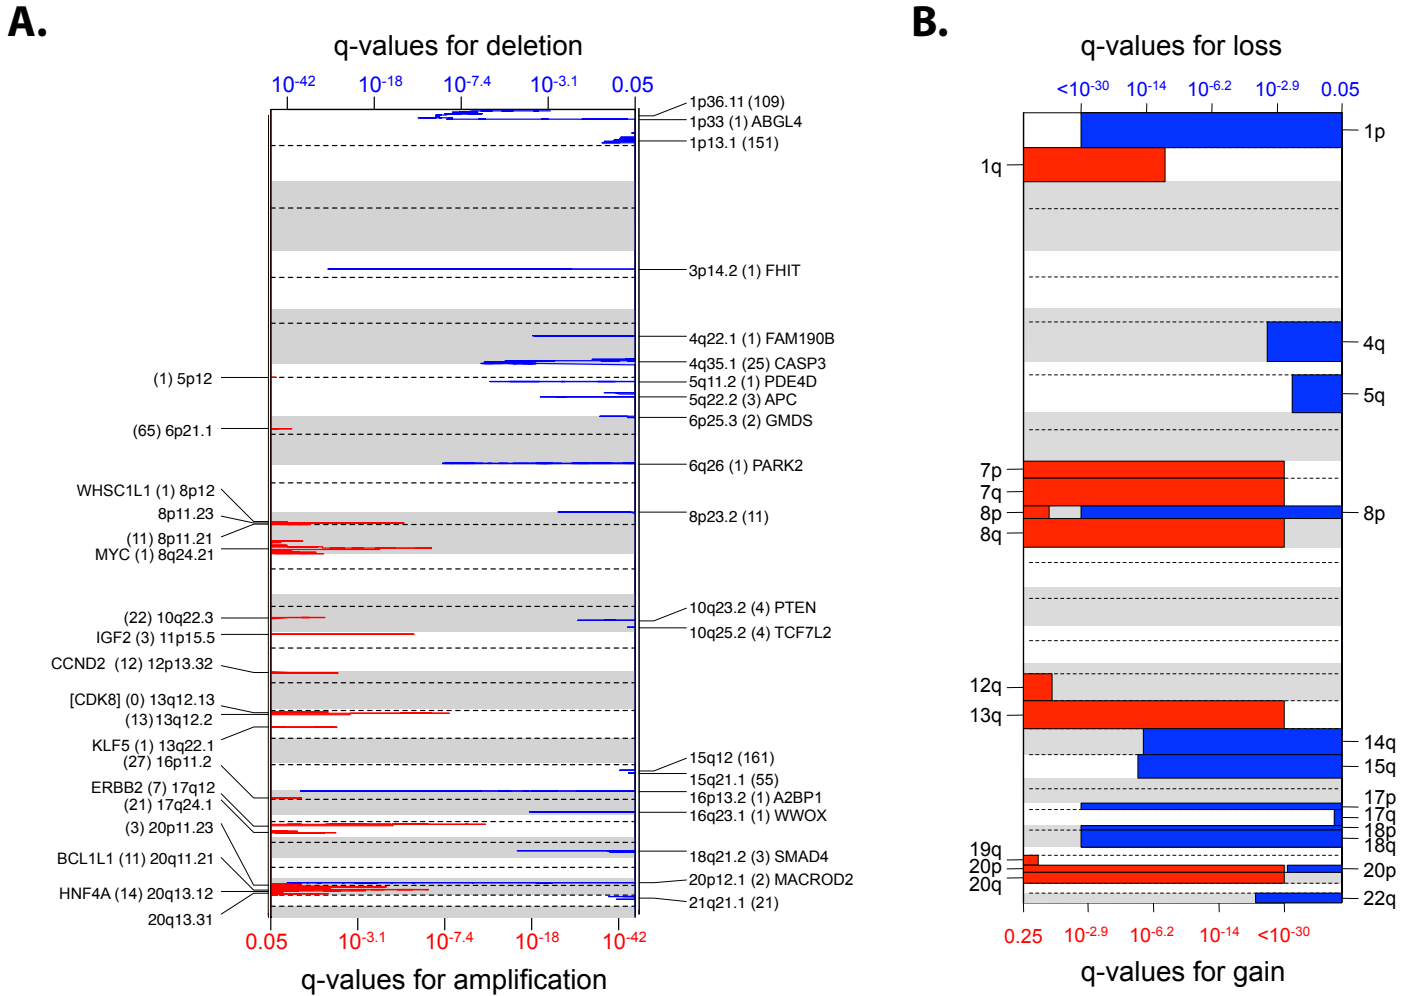 A.
q-values for deletion
10-42 10-18 10-7.4 10-3.1 0.05
1p36.11 (109)
1p33 (1) ABGL4
1p13.1 (151)
3p14.2 (1) FHIT
4q22.1 (1) FAM190B
4q35.1 (25) CASP3
5q11.2 (1) PDE4D
5q22.2 (3) APC
6p25.3 (2) GMDS
6q26 (1) PARK2
8p23.2 (11)
10q23.2 (4) PTEN
10q25.2 (4) TCF7L2
15q12 (161)
15q21.1 (55)
16p13.2 (1) A2BP1
16q23.1 (1) WWOX
18q21.2 (3) SMAD4
20p12.1 (2) MACROD2
21q21.1 (21)
(1) 5p12
(65) 6p21.1
WHSC1L1 (1) 8p12
8p11.23
(11) 8p11.21
MYC (1) 8q24.21
(22) 10q22.3
IGF2 (3) 11p15.5
CCND2 (12) 12p13.32
[CDK8] (0) 13q12.13
(13) 13q12.2
KLF5 (1) 13q22.1
(27) 16p11.2
ERBB2 (7) 17q12
(21) 17q24.1
(3) 20p11.23
BCL1L1 (11) 20q11.21
HNF4A (14) 20q13.12
20q13.31
0.05 10-3.1 10-7.4 10-18 10-42
q-values for amplification
B.
q-values for loss
<10-30 10-14 10-6.2 10-2.9 0.05
1p
4q
5q
8p
14q
15q
17p
17q
18p
18q
20p
22q
1q
7p
7q
8p
8q
12q
13q
19q
20p
20q
0.25 10-2.9 10-6.2 10-14 <10-30
q-values for gain